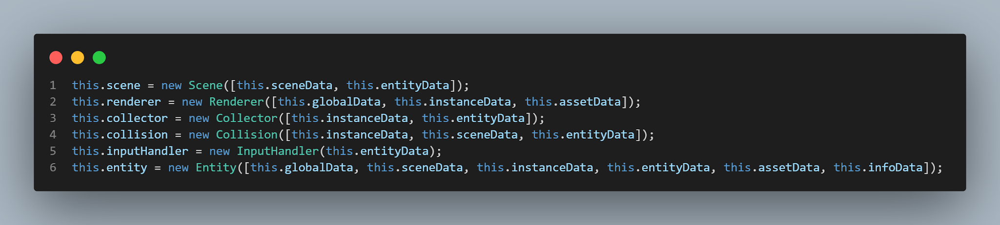 1 this.scene = new Scene([this.sceneData, this.entityData]);
2 this.renderer = new Renderer([this.globalData, this.instanceData, this.assetData]);
3 this.collector = new Collector([this.instanceData, this.entityData]);
4 this.collision = new Collision([this.instanceData, this.sceneData, this.entityData]);
5 this.inputHandler = new InputHandler(this.entityData);
6 this.entity = new Entity([this.globalData, this.sceneData, this.instanceData, this.entityData, this.assetData, this.infoData]);